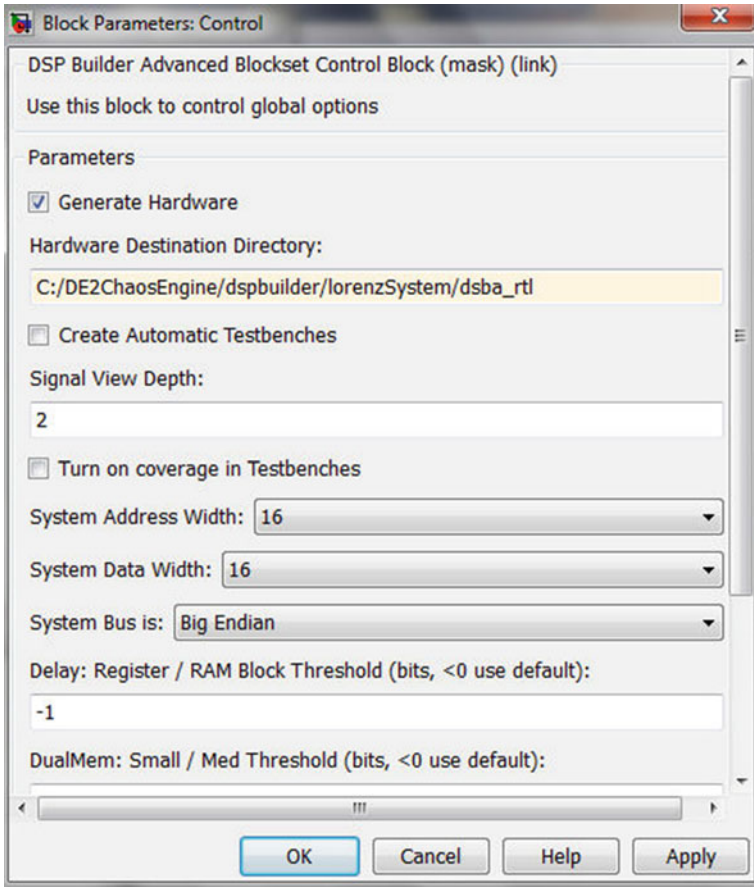 Block Parameters: Control
DSP Builder Advanced Blockset Control Block (mask) (link)
Use this block to control global options
Parameters
Generate Hardware
Hardware Destination Directory:
C:/DE2ChaosEngine/dspbuilder/lorenzSystem/dsba_rtl
Create Automatic Testbenches
Signal View Depth:
2
Turn on coverage in Testbenches
System Address Width: 16
System Data Width: 16
System Bus is: Big Endian
Delay: Register / RAM Block Threshold (bits, <0 use default):
-1
DualMem: Small / Med Threshold (bits, <0 use default):
OK Cancel Help Apply